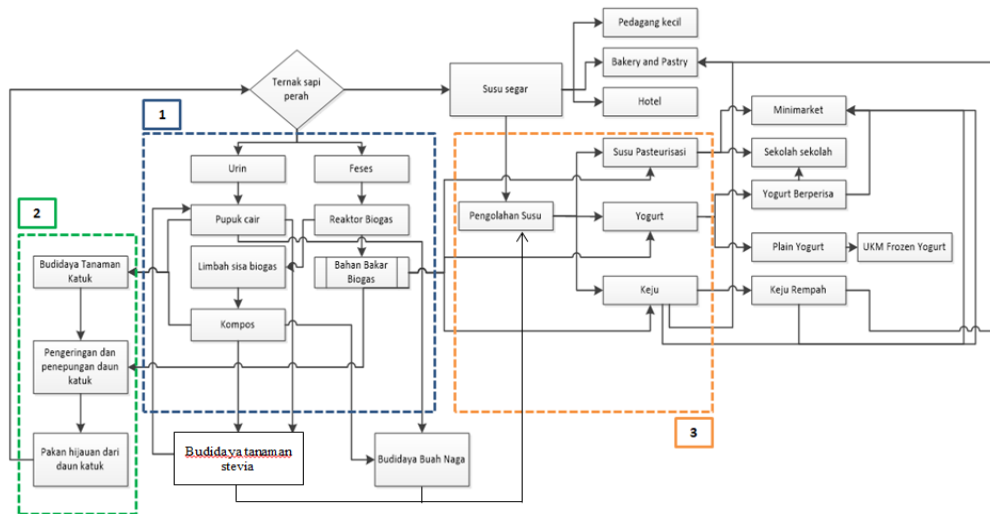 Pedagang kecil
Ternak sapi
perah
Susu segar
Bakery and Pastry
Hotel
1
Minimarket
Urin
Feses
Susu Pasteurisasi
Sekolah sekolah
Yogurt Berperisa
2
Pupuk cair
Reaktor Biogas
Pengolahan Susu
Yogurt
Budidaya Tanaman
Katuk
Limbah sisa biogas
Bahan Bakar
Biogas
Plain Yogurt
UKM Frozen Yogurt
Keju
Keju Rempah
Kompos
Pengeringan dan
penepungan daun
katuk
3
Pakan hijauan dari
daun katuk
Budidaya tanaman
stevia
Budidaya Buah Naga